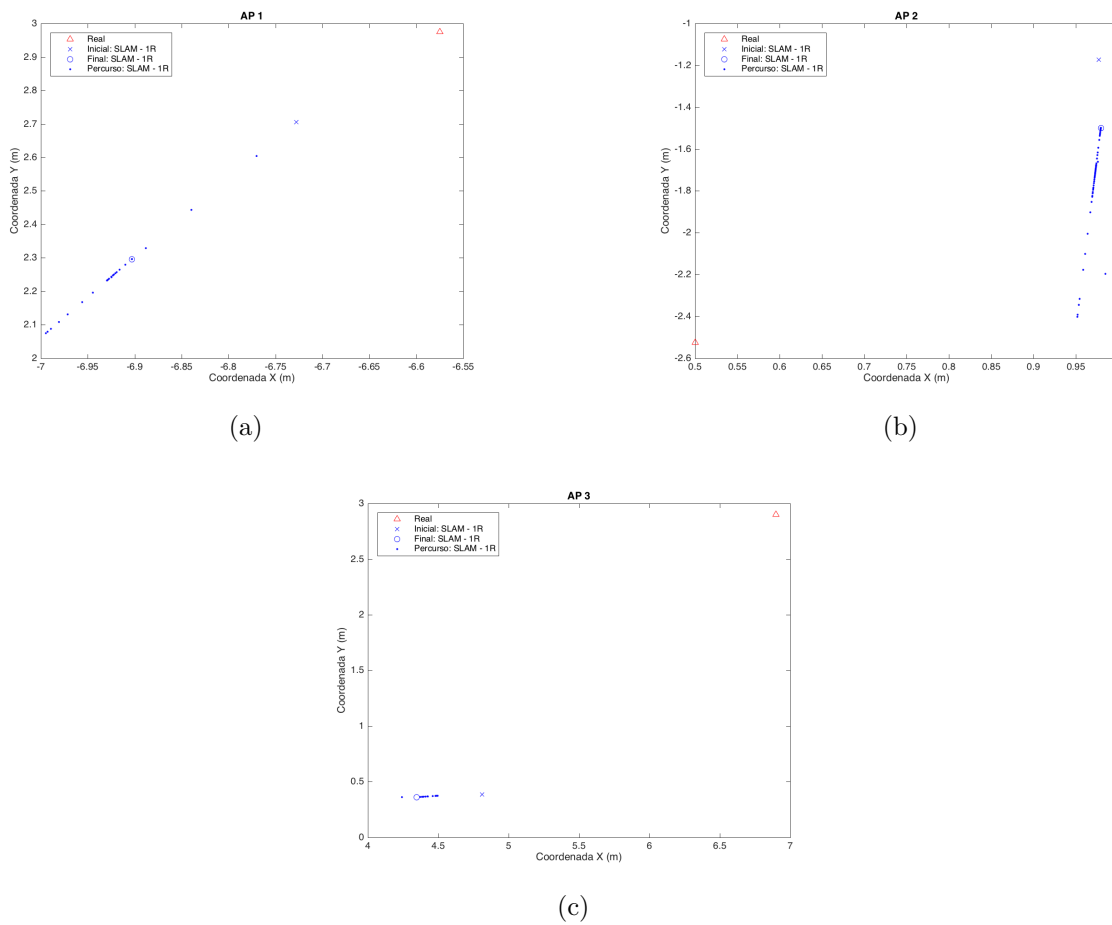 AP 1
Real
Inicial: SLAM - 1R
Final: SLAM - 1R
Percurso: SLAM - 1R
3
2.9
2.8
2.7
2.6
2.5
2.4
2.3
2.2
2.1
2
Coordenada Y (m)
-7 -6.95 -6.9 -6.85 -6.8 -6.75 -6.7 -6.65 -6.6 -6.55
Coordenada X (m)
(a)
AP 2
Real
Inicial: SLAM - 1R
Final: SLAM - 1R
Percurso: SLAM - 1R
-1
-1.2
-1.4
-1.6
-1.8
-2
-2.2
-2.4
-2.6
Coordenada Y (m)
0.5 0.55 0.6 0.65 0.7 0.75 0.8 0.85 0.9 0.95
Coordenada X (m)
(b)
AP 3
Real
Inicial: SLAM - 1R
Final: SLAM - 1R
Percurso: SLAM - 1R
3
2.5
2
1.5
1
0.5
0
Coordenada Y (m)
4 4.5 5 5.5 6 6.5 7
Coordenada X (m)
(c)